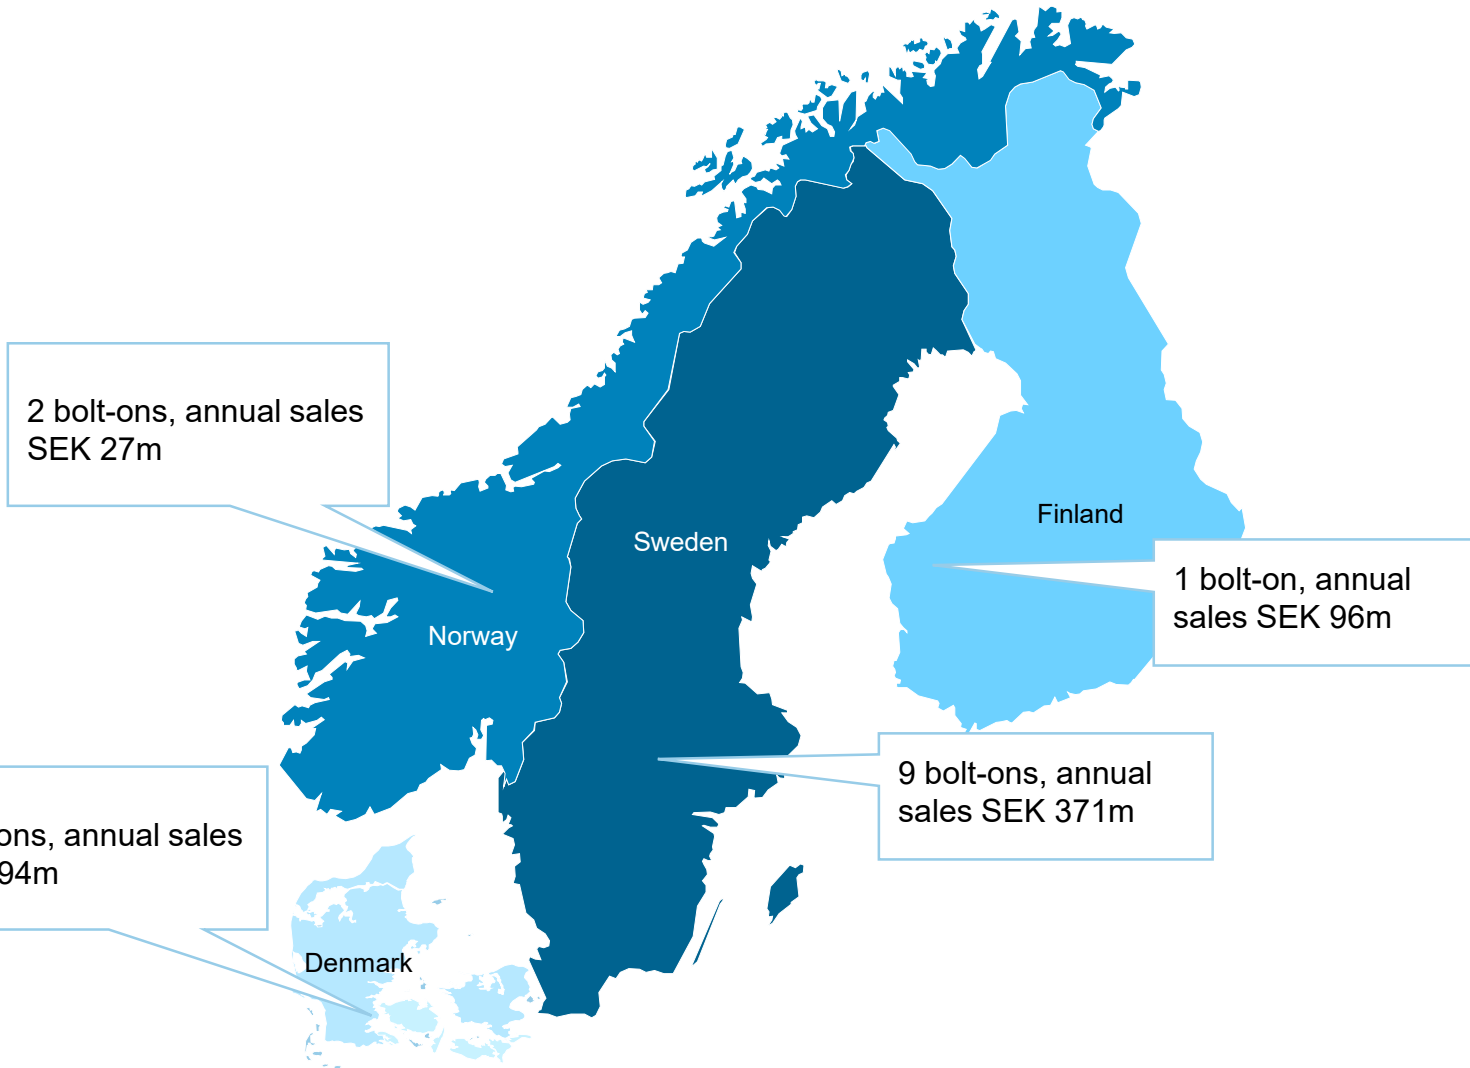 2 bolt-ons, annual sales
SEK 27m
Finland
Sweden
1 bolt-on, annual
sales SEK 96m
Norway
9 bolt-ons, annual
sales SEK 371m
ons, annual sales
94m
Denmark